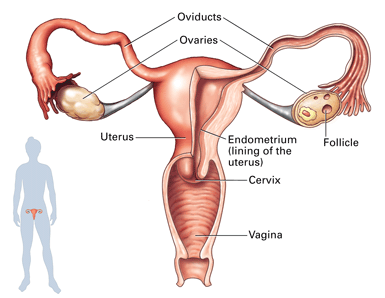 Oviducts
Ovaries
Uterus
Endometrium
(lining of the
uterus)
Follicle
Cervix
Vagina